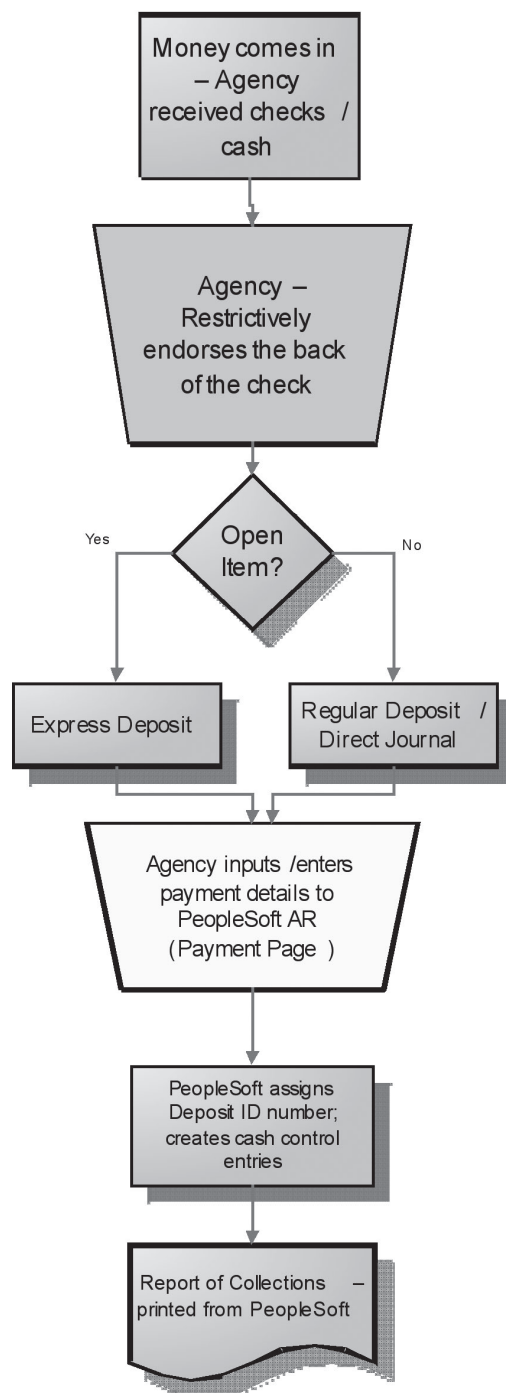 Money comes in
– Agency
received checks /
cash
Agency –
Restrictively
endorses the back
of the check
Open
Item?
Yes
No
Express Deposit
Regular Deposit /
Direct Journal
Agency inputs /enters
payment details to
PeopleSoft AR
(Payment Page )
PeopleSoft assigns
Deposit ID number;
creates cash control
entries
Report of Collections –
printed from PeopleSoft